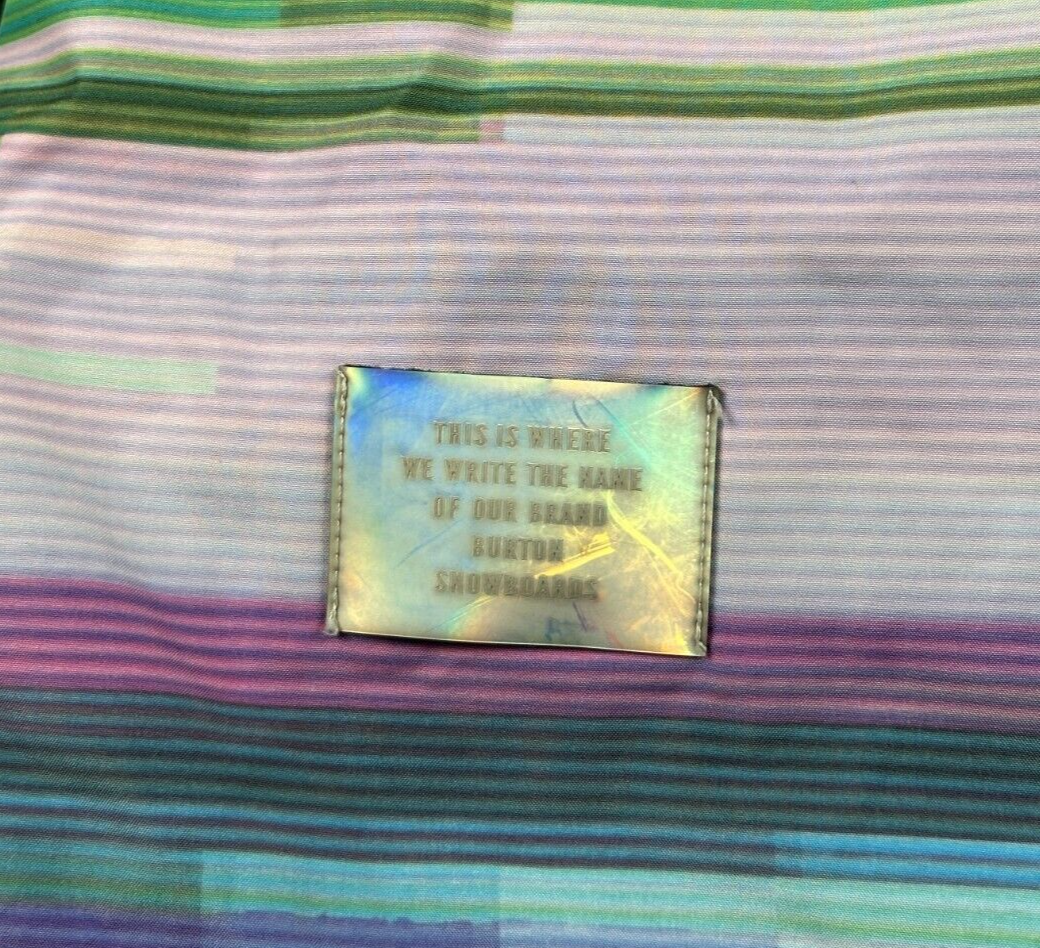 THIS IS WHERE
WE WRITE THE NAME
OF OUR BRAND
BURTON
SNOWBOARDS